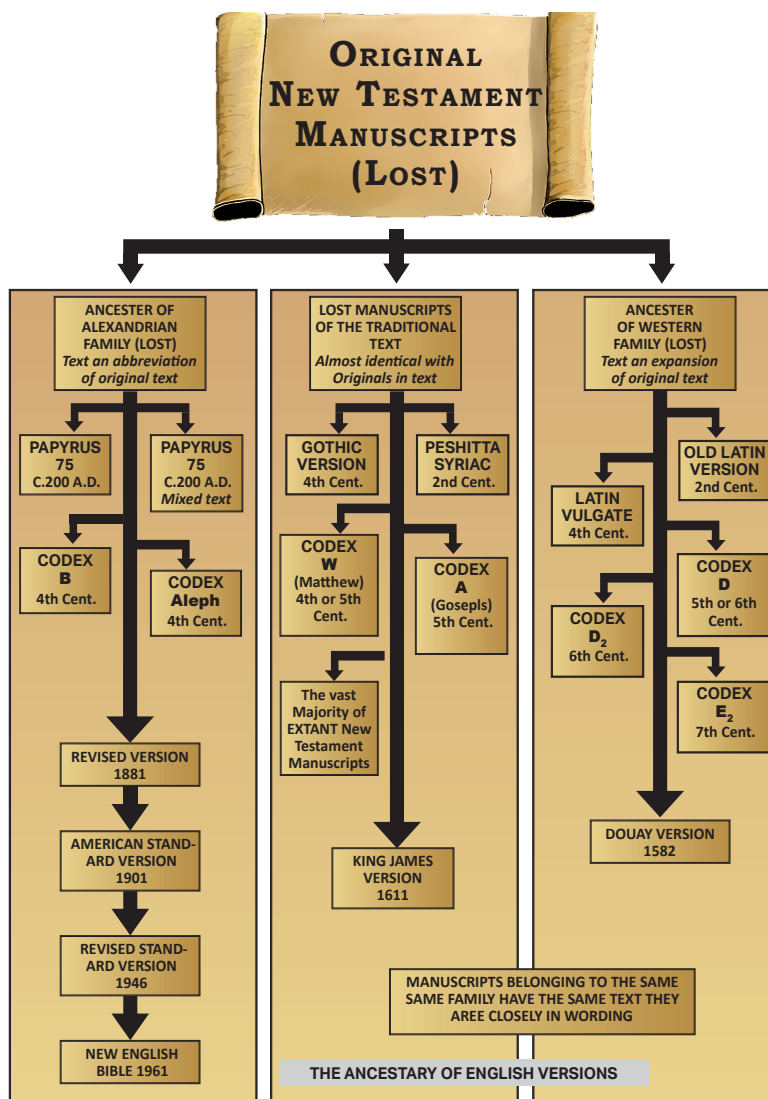 ORIGINAL
NEW TESTAMENT
MANUSCRIPTS
(LOST)
ANCESTER OF
ALEXANDRIAN
FAMILY (LOST)
Text an abbreviation
of original text
PAPYRUS
75
C.200 A.D.
PAPYRUS
75
C.200 A.D.
Mixed text
CODEX
B
4th Cent.
CODEX
Aleph
4th Cent.
REVISED VERSION
1881
AMERICAN STAND-
ARD VERSION
1901
REVISED STAND-
ARD VERSION
1946
NEW ENGLISH
BIBLE 1961
LOST MANUSCRIPTS
OF THE TRADITIONAL
TEXT
Almost identical with
Originals in text
GOTHIC
VERSION
4th Cent.
PESHITTA
SYRIAC
2nd Cent.
CODEX
W
(Matthew)
4th or 5th
Cent.
CODEX
A
(Gosepls)
5th Cent.
The vast
Majority of
EXTANT New
Testament
Manuscripts
KING JAMES
VERSION
1611
ANCESTER
OF WESTERN
FAMILY (LOST)
Text an expansion
of original text
OLD LATIN
VERSION
2nd Cent.
LATIN
VULGATE
4th Cent.
CODEX
D
5th or 6th
Cent.
CODEX
D₂
6th Cent.
CODEX
E₂
7th Cent.
DOUAY VERSION
1582
MANUSCRIPTS BELONGING TO THE SAME
SAME FAMILY HAVE THE SAME TEXT THEY
AREE CLOSELY IN WORDING
THE ANCESTARY OF ENGLISH VERSIONS